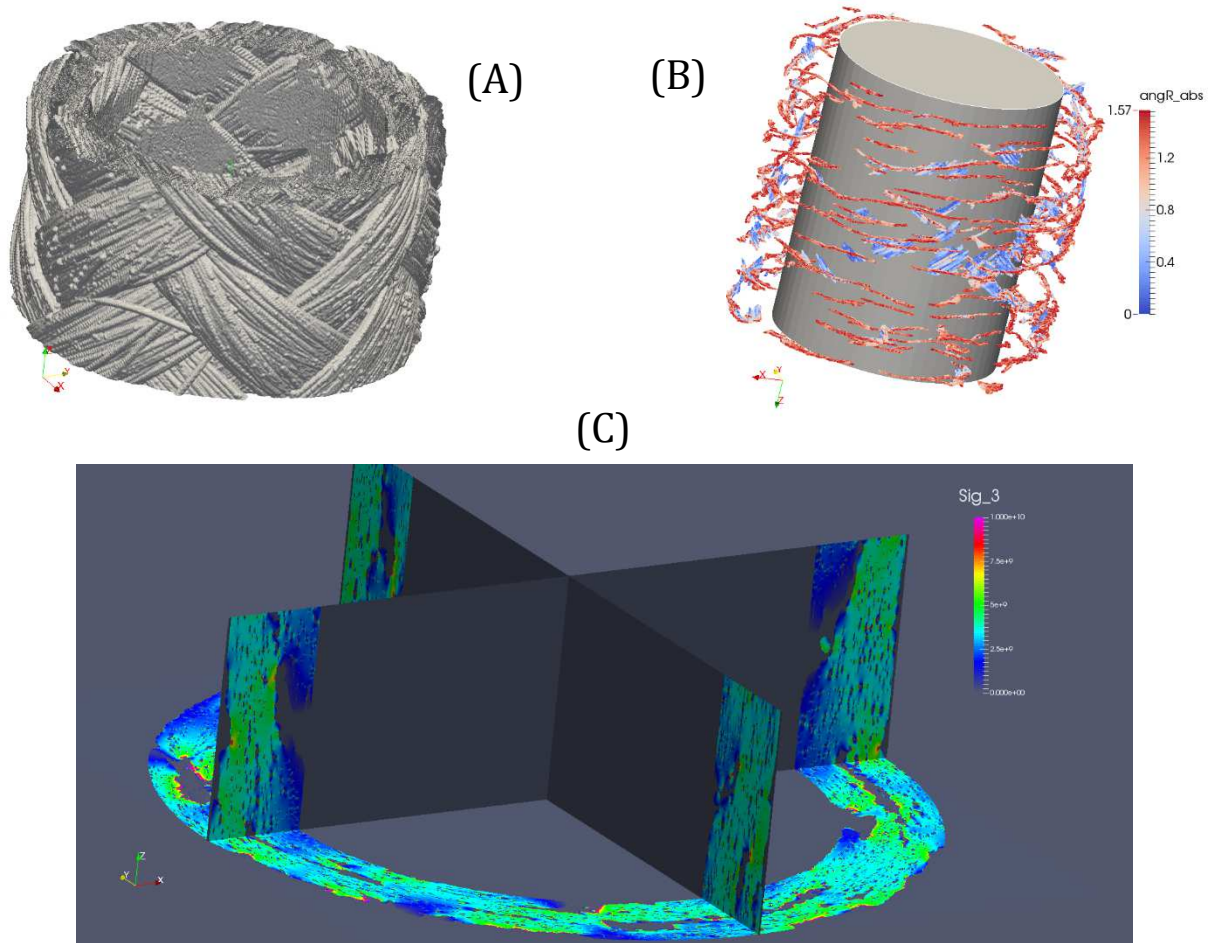 (A)
(B)
angR_abs
1.57
1.2
0.8
0.4
0
Y
X
X
Y
Z
(C)
Sig_3
1.000e+10
7.5e+9
5e+9
2.5e+9
0.000e+00
Z
Y
X